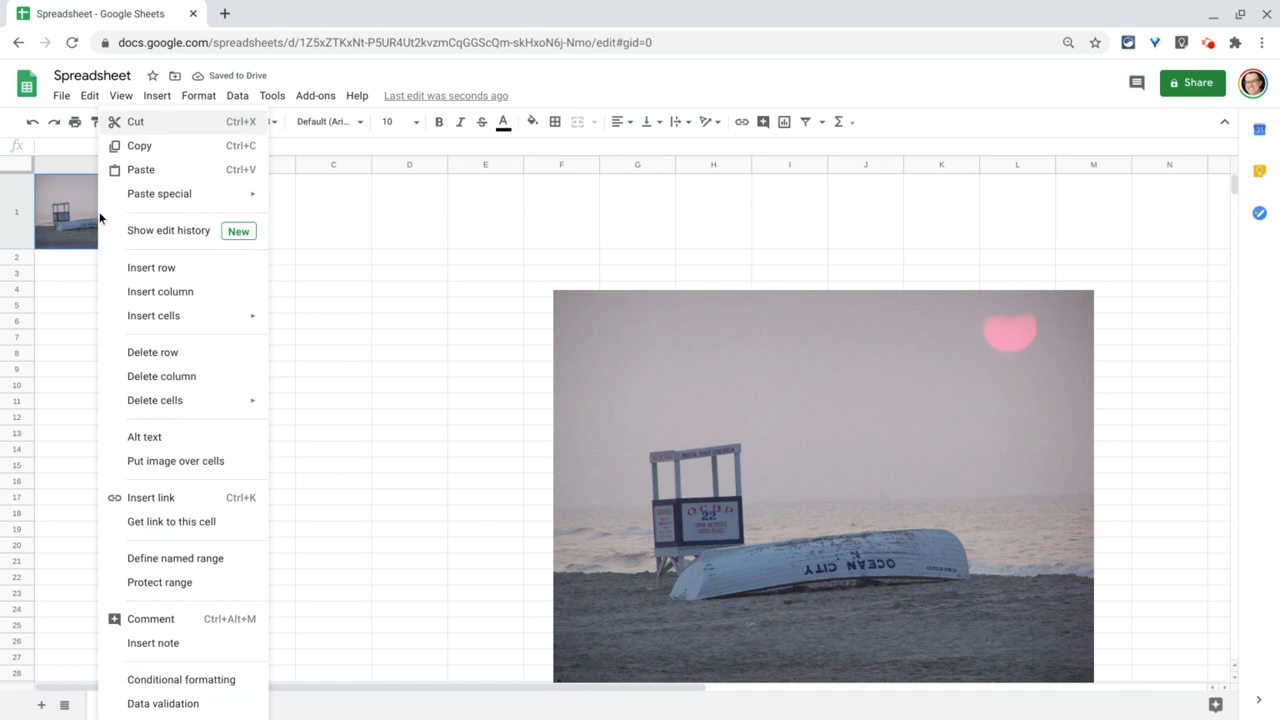 Spreadsheet - Google Sheets
docs.google.com/spreadsheets/d/1Z5xZTKxNt-P5UR4Ut2kvzmCqGGScQm-skHxoN6j-Nmo/edit#gid=0
Spreadsheet Saved to Drive
File Edit View Insert Format Data Tools Add-ons Help Last edit was seconds ago
Share
Default (Ari... 10 B I S A Σ
fx
C D E F G H I J K L M N
1
2
3
4
5
6
7
8
9
10
11
12
13
14
15
16
17
18
19
20
21
22
23
24
25
26
27
28
Cut Ctrl+X
Copy Ctrl+C
Paste Ctrl+V
Paste special
Show edit history New
Insert row
Insert column
Insert cells
Delete row
Delete column
Delete cells
Alt text
Put image over cells
Insert link Ctrl+K
Get link to this cell
Define named range
Protect range
Comment Ctrl+Alt+M
Insert note
Conditional formatting
Data validation
WATCH YOUR CHILDREN
O.C.B.P.
22
OCEAN CITY